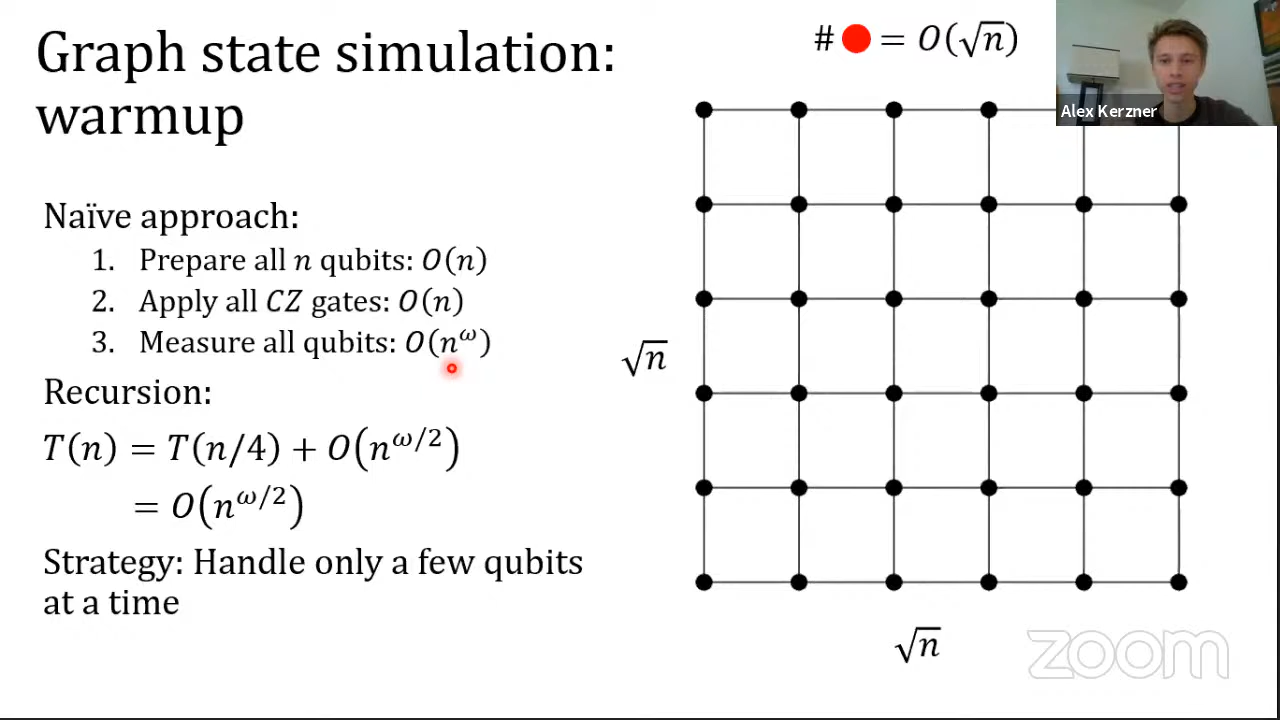 Graph state simulation:
warmup
# = O(√n)
Alex Kerzner
Naïve approach:
1. Prepare all n qubits: O(n)
2. Apply all CZ gates: O(n)
3. Measure all qubits: O(n^ω)
Recursion:
T(n) = T(n/4) + O(n^{ω/2})
= O(n^{ω/2})
Strategy: Handle only a few qubits
at a time
√n
√n
zoom